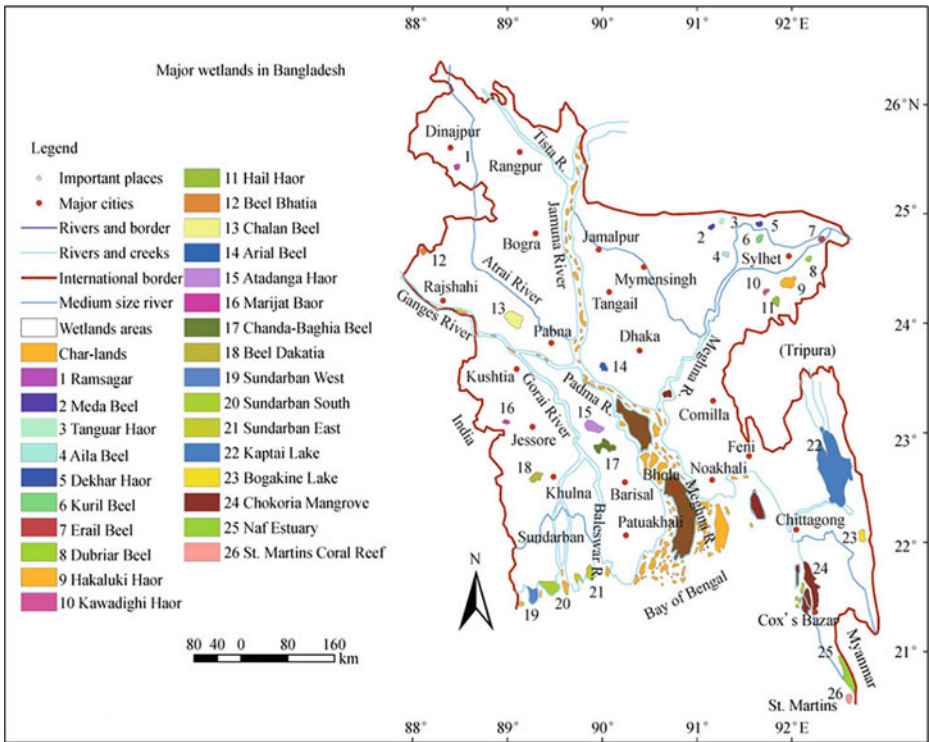 88° 89° 90° 91° 92°
Major wetlands in Bangladesh
Legend
Important places
Major cities
Rivers and border
Rivers and creeks
International border
Medium size river
Wetlands areas
Char-lands
1 Ramsagar
2 Meda Beel
3 Tanguar Haor
4 Aila Beel
5 Dekhar Haor
6 Kuril Beel
7 Erail Beel
8 Dubriar Beel
9 Hakaluki Haor
10 Kawadighi Haor
11 Hail Haor
12 Beel Bhatia
13 Chalan Beel
14 Arial Beel
15 Atadanga Haor
16 Marijat Baor
17 Chanda-Baghia Beel
18 Beel Dakatia
19 Sundarban West
20 Sundarban South
21 Sundarban East
22 Kaptai Lake
23 Bogakine Lake
24 Chokoria Mangrove
25 Naf Estuary
26 St. Martins Coral Reef
80 40 0 80 160
km
N
26°N
25°
24°
23°
22°
21°
Dinajpur
1
Rangpur
Tista R.
Jamuna River
Bogra
Jamalpur
Mymensingh
2
3
4
5
6
7
Sylhet
8
9
10
11
12
Rajshahi
Atrai River
Tangail
Ganges River
13
Pabna
Dhaka
14
Meghna R.
(Tripura)
Kushtia
Gorai River
Padma R.
Comilla
India
16
Jessore
15
17
Feni
22
18
Khulna
Barisal
Bholu
Noakhali
Meghna R.
Sundarban
Baleswar R.
Patuakhali
Chittagong
23
19
20
21
Bay of Bengal
24
Cox's Bazar
Myanmar
25
26
St. Martins
88° 89° 90° 91° 92°